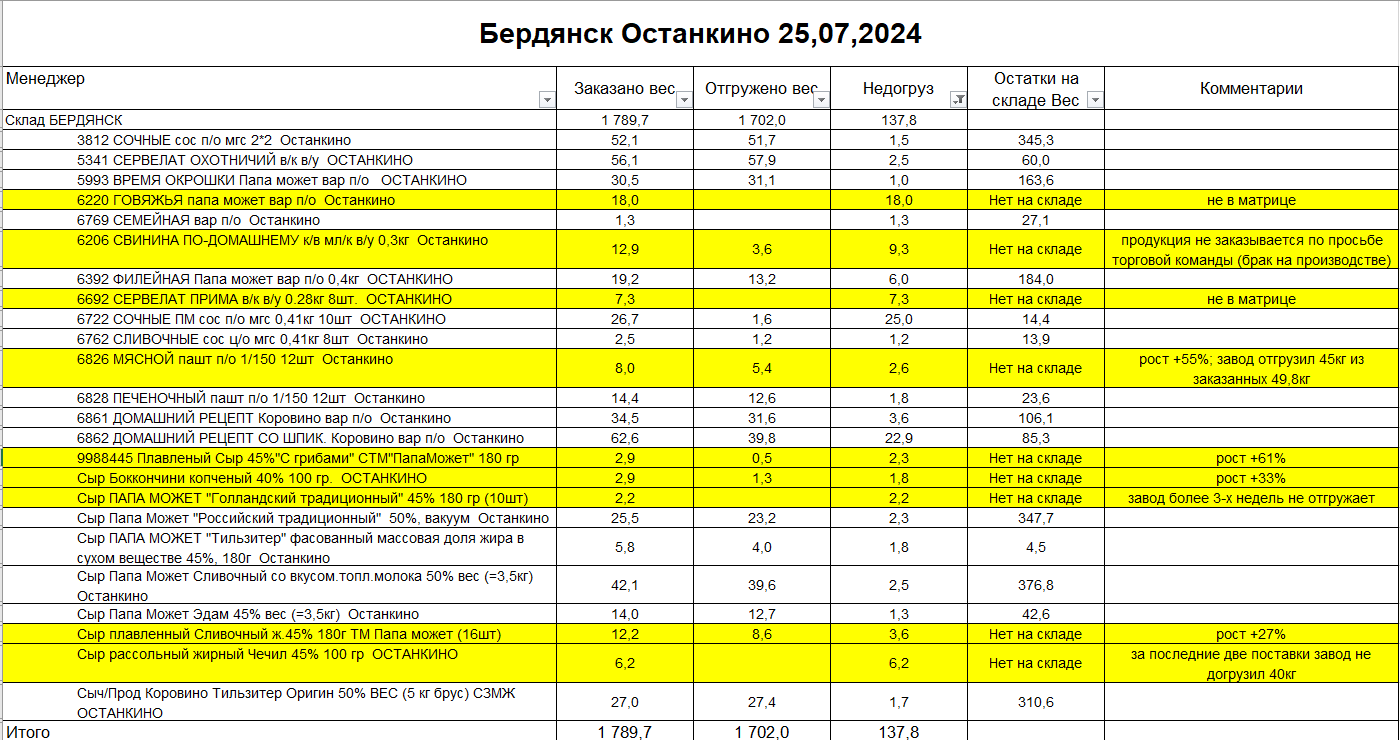 Бердянск Останкино 25,07,2024
Менеджер Заказано вес Отгружено вес Недогруз Остатки на складе Вес Комментарии
Склад БЕРДЯНСК 1 789,7 1 702,0 137,8
3812 СОЧНЫЕ сос п/о мгс 2*2 Останкино 52,1 51,7 1,5 345,3
5341 СЕРВЕЛАТ ОХОТНИЧИЙ в/к в/у ОСТАНКИНО 56,1 57,9 2,5 60,0
5993 ВРЕМЯ ОКРОШКИ Папа может вар п/о ОСТАНКИНО 30,5 31,1 1,0 163,6
6220 ГОВЯЖЬЯ папа может вар п/о Останкино 18,0 18,0 Нет на складе не в матрице
6769 СЕМЕЙНАЯ вар п/о Останкино 1,3 1,3 27,1
6206 СВИНИНА ПО-ДОМАШНЕМУ к/в мл/к в/у 0,3кг Останкино 12,9 3,6 9,3 Нет на складе продукция не заказывается по просьбе
торговой команды (брак на производстве)
6392 ФИЛЕЙНАЯ Папа может вар п/о 0,4кг ОСТАНКИНО 19,2 13,2 6,0 184,0
6692 СЕРВЕЛАТ ПРИМА в/к в/у 0.28кг 8шт. ОСТАНКИНО 7,3 7,3 Нет на складе не в матрице
6722 СОЧНЫЕ ПМ сос п/о мгс 0,41кг 10шт ОСТАНКИНО 26,7 1,6 25,0 14,4
6762 СЛИВОЧНЫЕ сос ц/о мгс 0,41кг 8шт Останкино 2,5 1,2 1,2 13,9
6826 МЯСНОЙ пашт п/о 1/150 12шт Останкино 8,0 5,4 2,6 Нет на складе рост +55%; завод отгрузил 45кг из
заказанных 49,8кг
6828 ПЕЧЕНОЧНЫЙ пашт п/о 1/150 12шт Останкино 14,4 12,6 1,8 23,6
6861 ДОМАШНИЙ РЕЦЕПТ Коровино вар п/о Останкино 34,5 31,6 3,6 106,1
6862 ДОМАШНИЙ РЕЦЕПТ СО ШПИК. Коровино вар п/о Останкино 62,6 39,8 22,9 85,3
9988445 Плавленый Сыр 45%"С грибами" СТМ"ПапаМожет" 180 гр 2,9 0,5 2,3 Нет на складе рост +61%
Сыр Боккончини копченый 40% 100 гр. ОСТАНКИНО 2,9 1,3 1,8 Нет на складе рост +33%
Сыр ПАПА МОЖЕТ "Голландский традиционный" 45% 180 гр (10шт) 2,2 2,2 Нет на складе завод более 3-х недель не отгружает
Сыр Папа Может "Российский традиционный" 50%, вакуум Останкино 25,5 23,2 2,3 347,7
Сыр ПАПА МОЖЕТ "Тильзитер" фасованный массовая доля жира в
сухом веществе 45%, 180г Останкино 5,8 4,0 1,8 4,5
Сыр Папа Может Сливочный со вкусом.топл.молока 50% вес (=3,5кг)
Останкино 42,1 39,6 2,5 376,8
Сыр Папа Может Эдам 45% вес (=3,5кг) Останкино 14,0 12,7 1,3 42,6
Сыр плавленный Сливочный ж.45% 180г ТМ Папа может (16шт) 12,2 8,6 3,6 Нет на складе рост +27%
Сыр рассольный жирный Чечил 45% 100 гр ОСТАНКИНО 6,2 6,2 Нет на складе за последние две поставки завод не
догрузил 40кг
Сыч/Прод Коровино Тильзитер Оригин 50% ВЕС (5 кг брус) СЗМЖ
ОСТАНКИНО 27,0 27,4 1,7 310,6
Итого 1 789,7 1 702,0 137,8